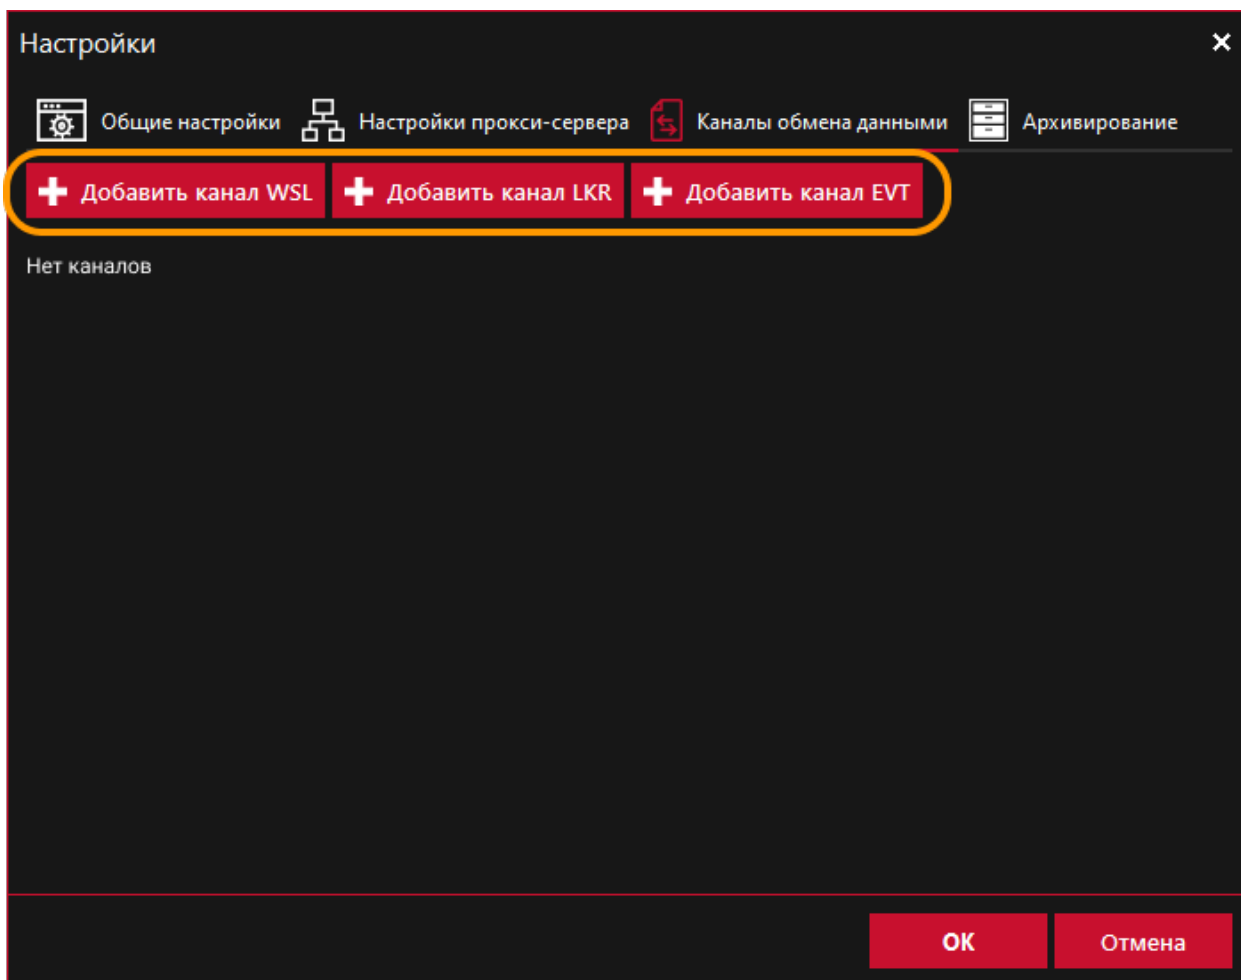 Настройки
Общие настройки Настройки прокси-сервера Каналы обмена данными Архивирование
Добавить канал WSL Добавить канал LKR Добавить канал EVT
Нет каналов
OK Отмена